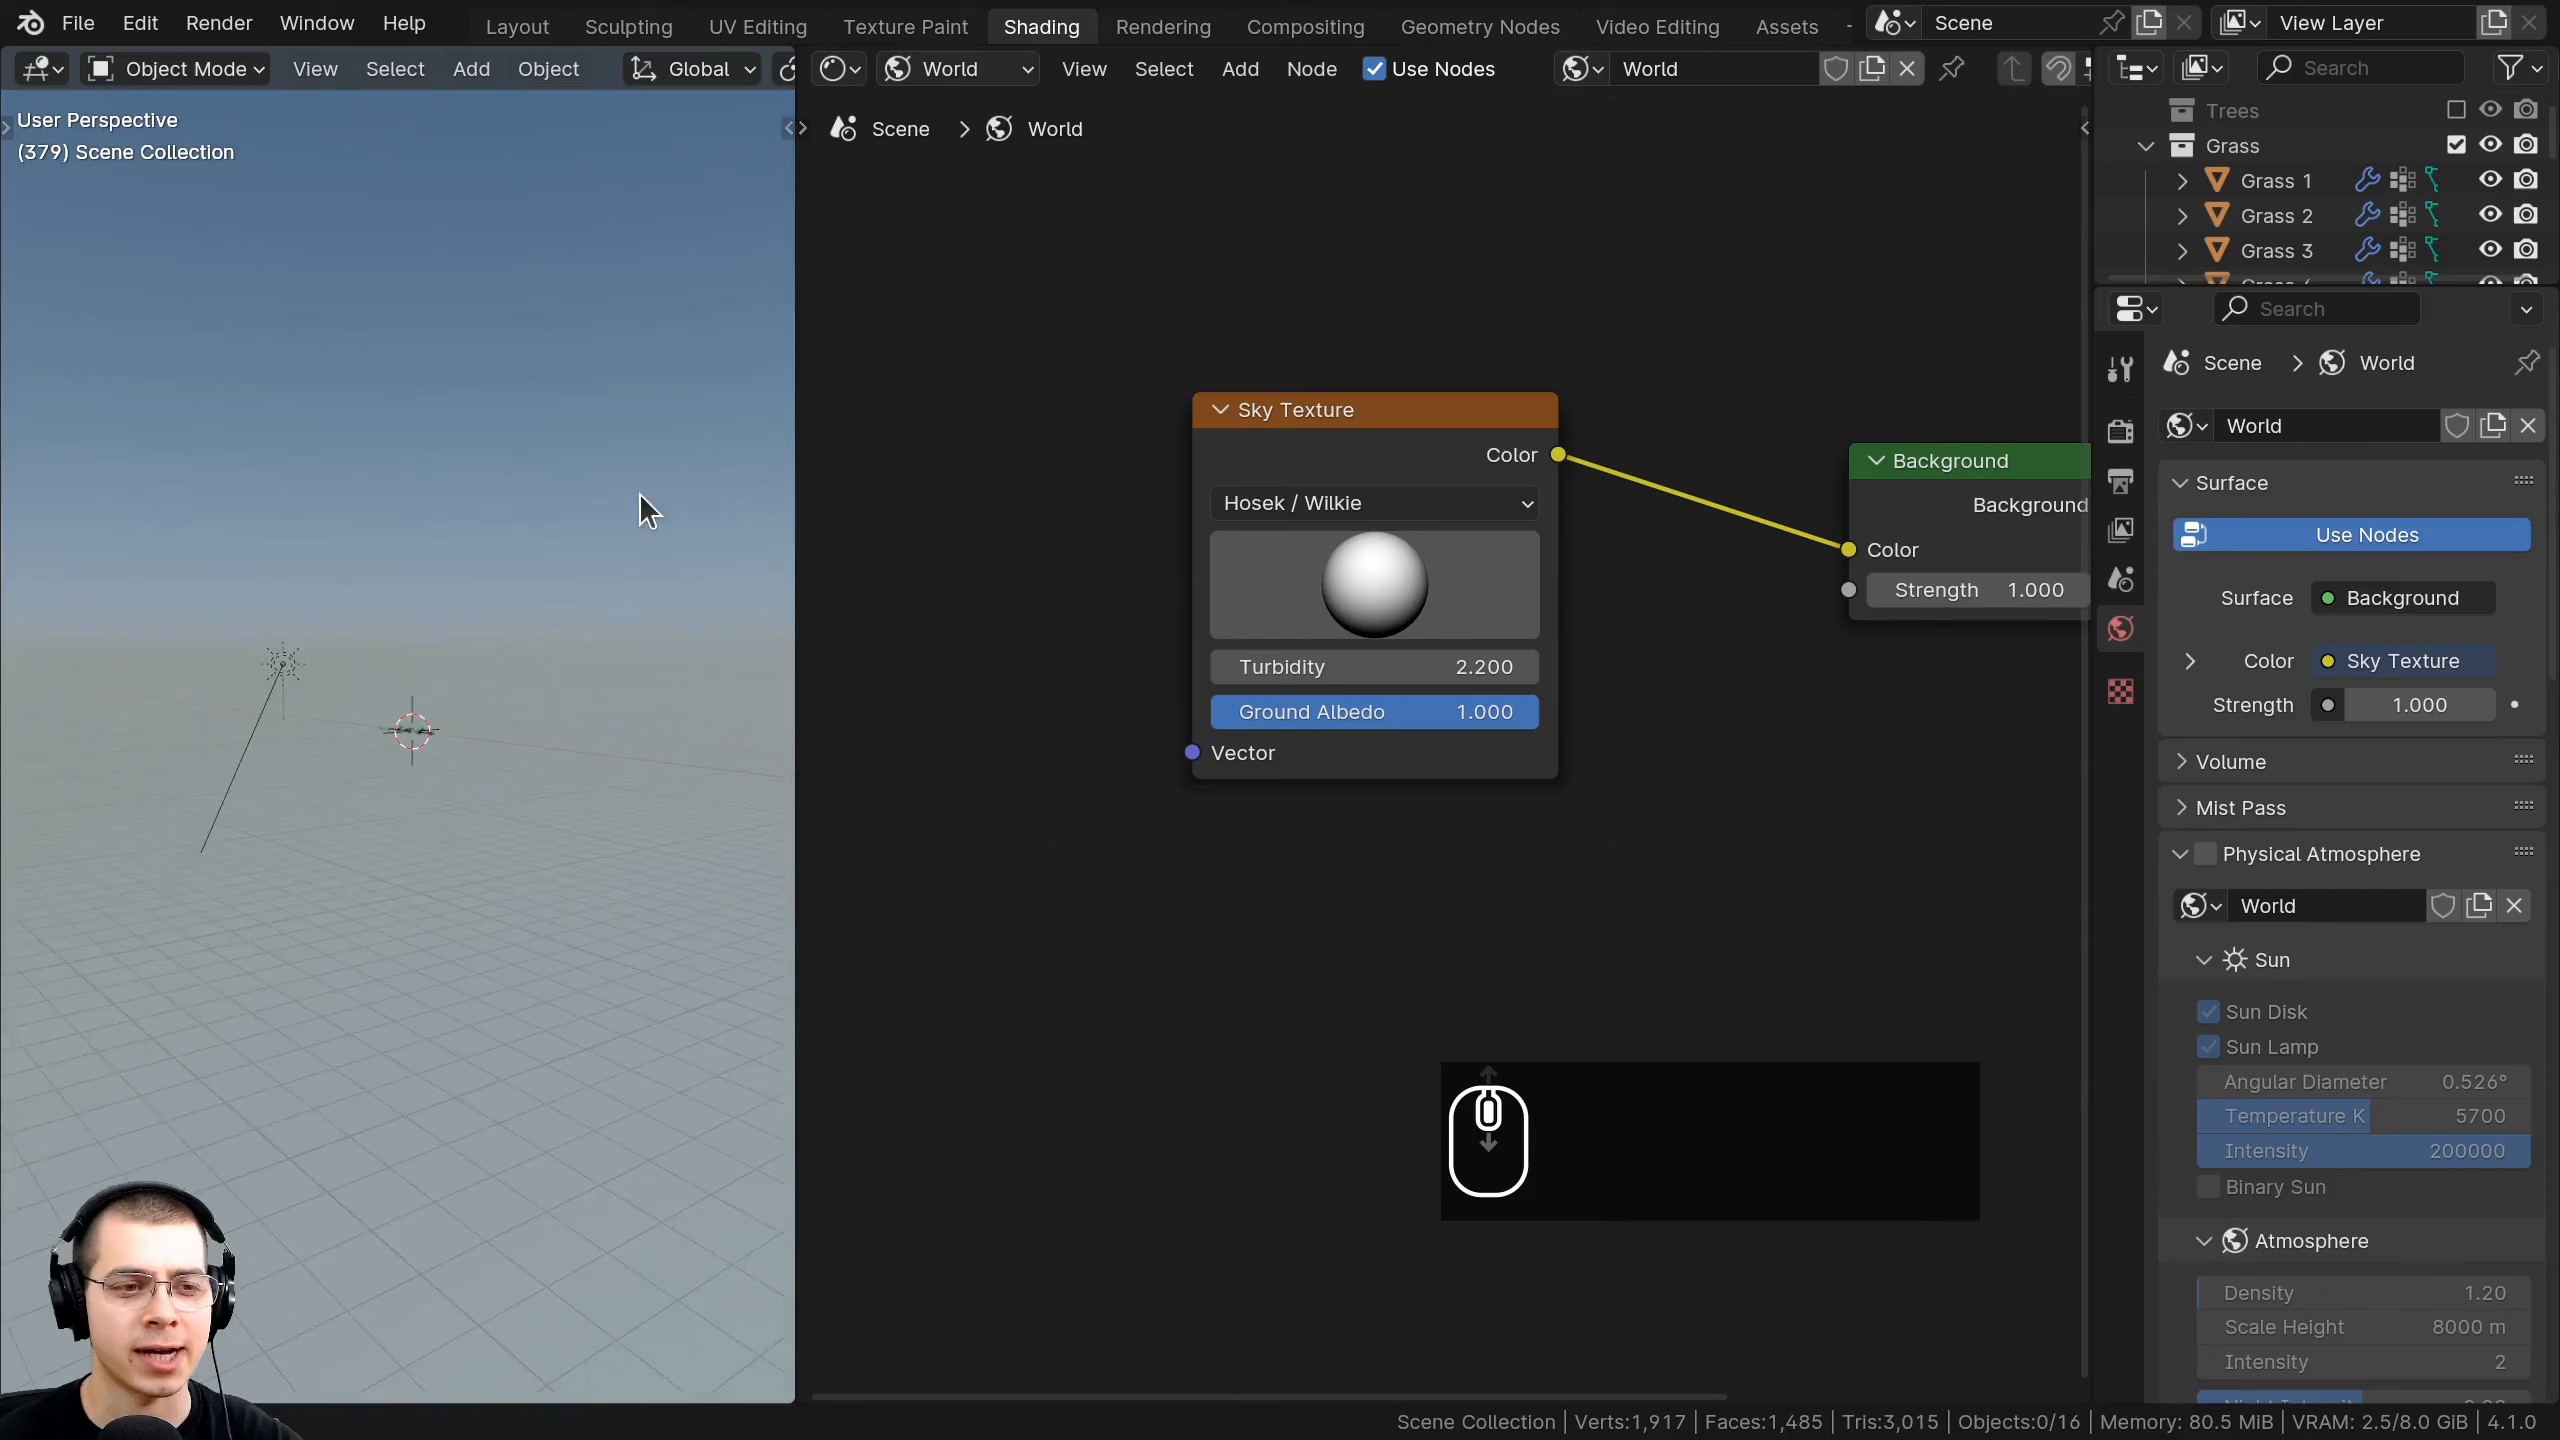 File Edit Render Window Help Layout Sculpting UV Editing Texture Paint Shading Rendering Compositing Geometry Nodes Video Editing Assets Scene View Layer
Object Mode View Select Add Object Global World View Select Add Node Use Nodes World Search
User Perspective
(379) Scene Collection
Scene > World
Trees
Grass
Grass 1
Grass 2
Grass 3
Search
Scene > World
World
Surface
Use Nodes
Surface Background
Color Sky Texture
Strength 1.000
Volume
Mist Pass
Physical Atmosphere
World
Sun
Sun Disk
Sun Lamp
Angular Diameter 0.526°
Temperature K 5700
Intensity 200000
Binary Sun
Atmosphere
Density 1.20
Scale Height 8000 m
Intensity 2
Sky Texture
Color
Hosek / Wilkie
Turbidity 2.200
Ground Albedo 1.000
Vector
Background
Background
Color
Strength 1.000
Scene Collection | Verts:1,917 | Faces:1,485 | Tris:3,015 | Objects:0/16 | Memory: 80.5 MiB | VRAM: 2.5/8.0 GiB | 4.1.0